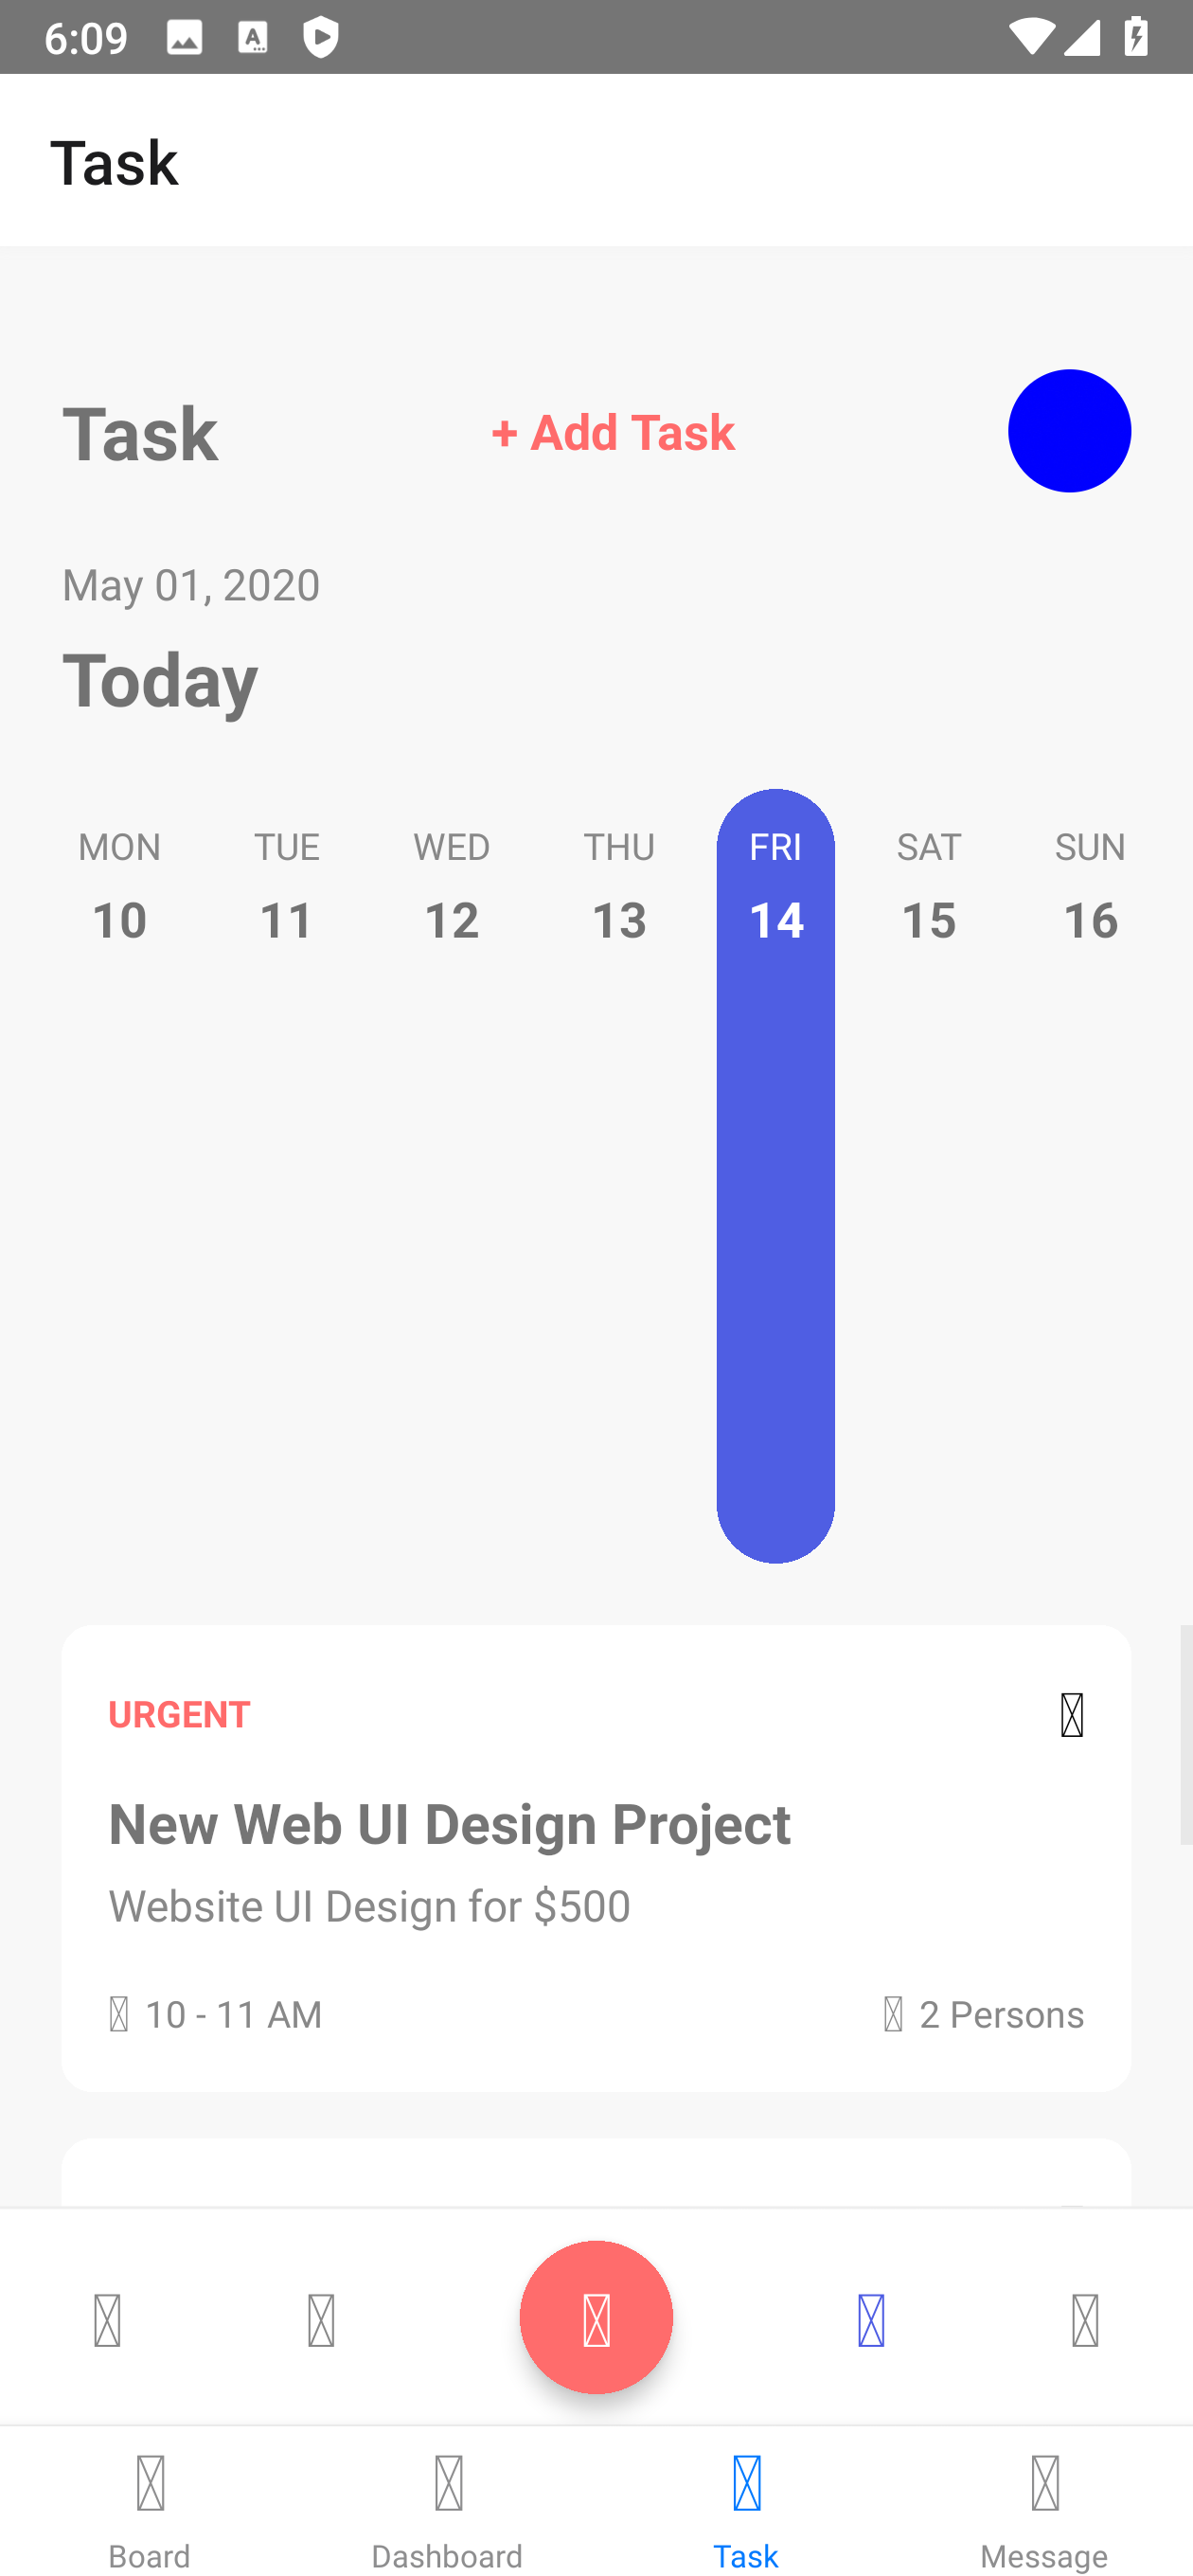 6:09
Task
Task
+ Add Task
May 01, 2020
Today
MON TUE WED THU FRI SAT SUN
10 11 12 13 14 15 16
URGENT
New Web UI Design Project
Website UI Design for $500
10 - 11 AM 2 Persons
Board Dashboard Task Message